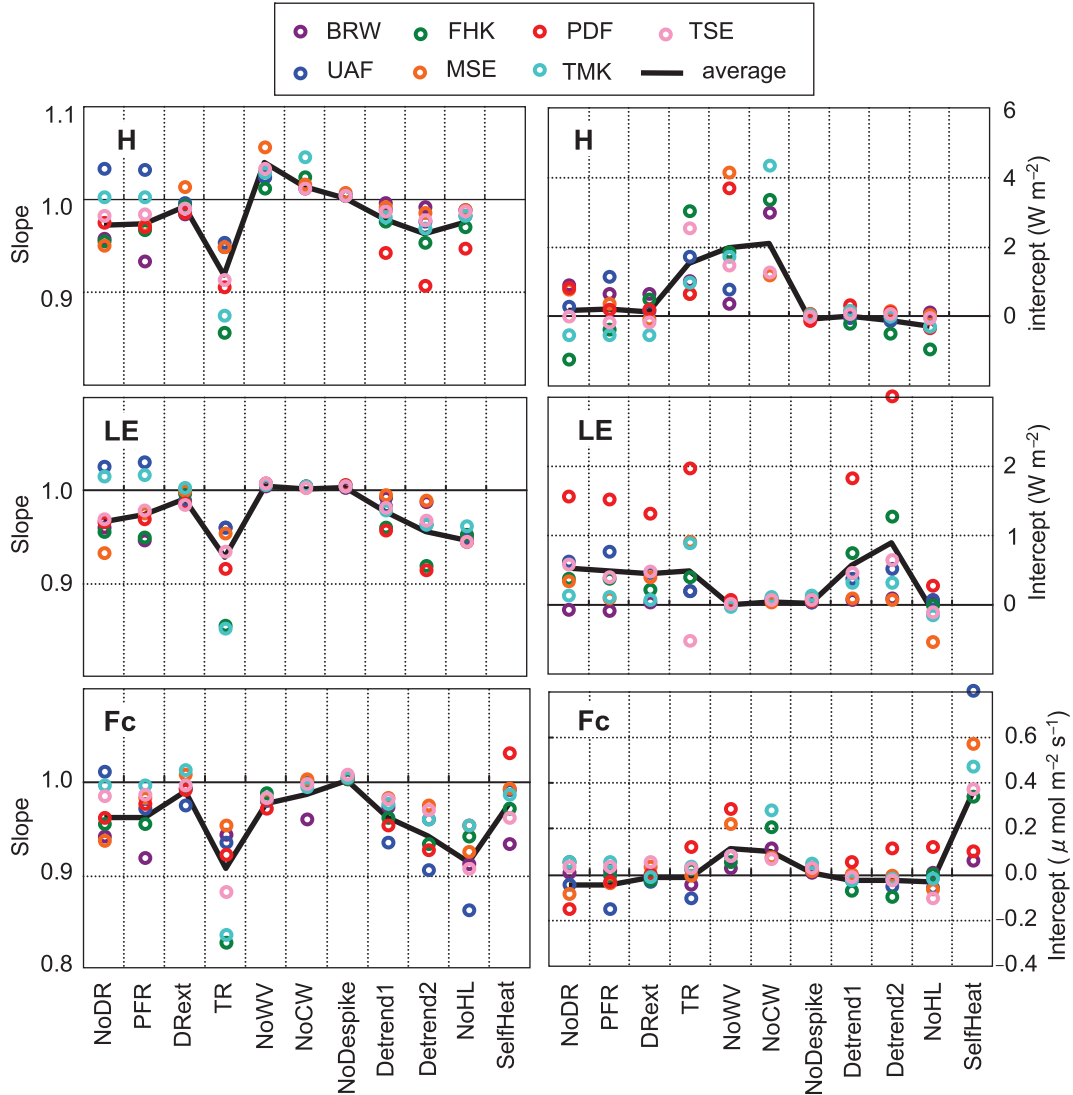 BRW FHK PDF TSE
UAF MSE TMK average
1.1
H
1.0
0.9
Slope
H
6
4
2
0
intercept (W m−2)
LE
1.0
0.9
Slope
LE
2
1
0
Intercept (W m−2)
Fc
1.0
0.9
0.8
Slope
Fc
0.6
0.4
0.2
0.0
−0.2
−0.4
Intercept ( μ mol m−2 s−1)
NoDR
PFR
DRext
TR
NoWV
NoCW
NoDespike
Detrend1
Detrend2
NoHL
SelfHeat
NoDR
PFR
DRext
TR
NoWV
NoCW
NoDespike
Detrend1
Detrend2
NoHL
SelfHeat